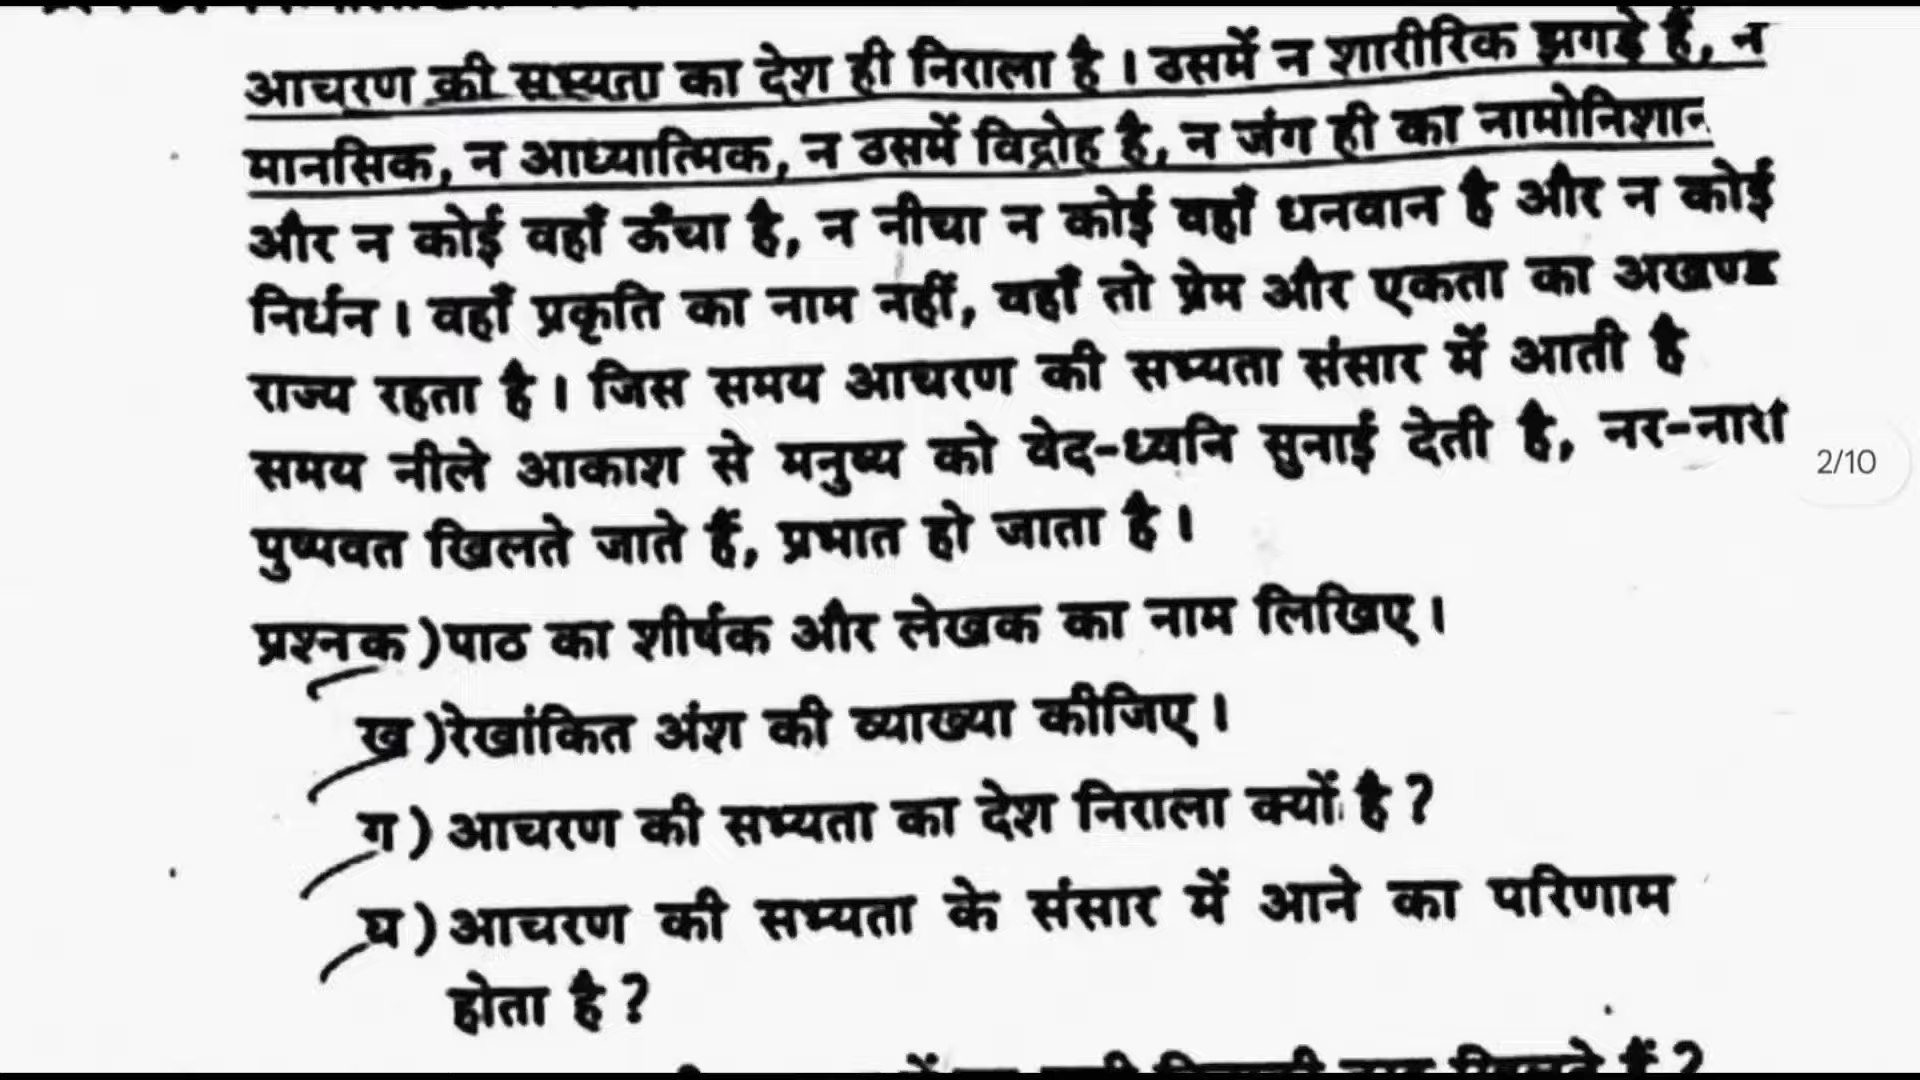 आचरण की सभ्यता का देश ही निराला है। उसमें न शारीरिक झगड़े हैं, न
मानसिक, न आध्यात्मिक, न उसमें विद्रोह है, न जंग ही का नामोनिशान
और न कोई वहाँ ऊँचा है, न नीचा न कोई वहाँ धनवान है और न कोई
निर्धन। वहाँ प्रकृति का नाम नहीं, वहाँ तो प्रेम और एकता का अखण्ड
राज्य रहता है। जिस समय आचरण की सभ्यता संसार में आती है
समय नीले आकाश से मनुष्य को वेद-ध्वनि सुनाई देती है, नर-नारी
पुष्पवत खिलते जाते हैं, प्रभात हो जाता है।
2/10
प्रश्नक)पाठ का शीर्षक और लेखक का नाम लिखिए।
ख)रेखांकित अंश की व्याख्या कीजिए।
ग) आचरण की सभ्यता का देश निराला क्यों है?
घ) आचरण की सभ्यता के संसार में आने का परिणाम
होता है?